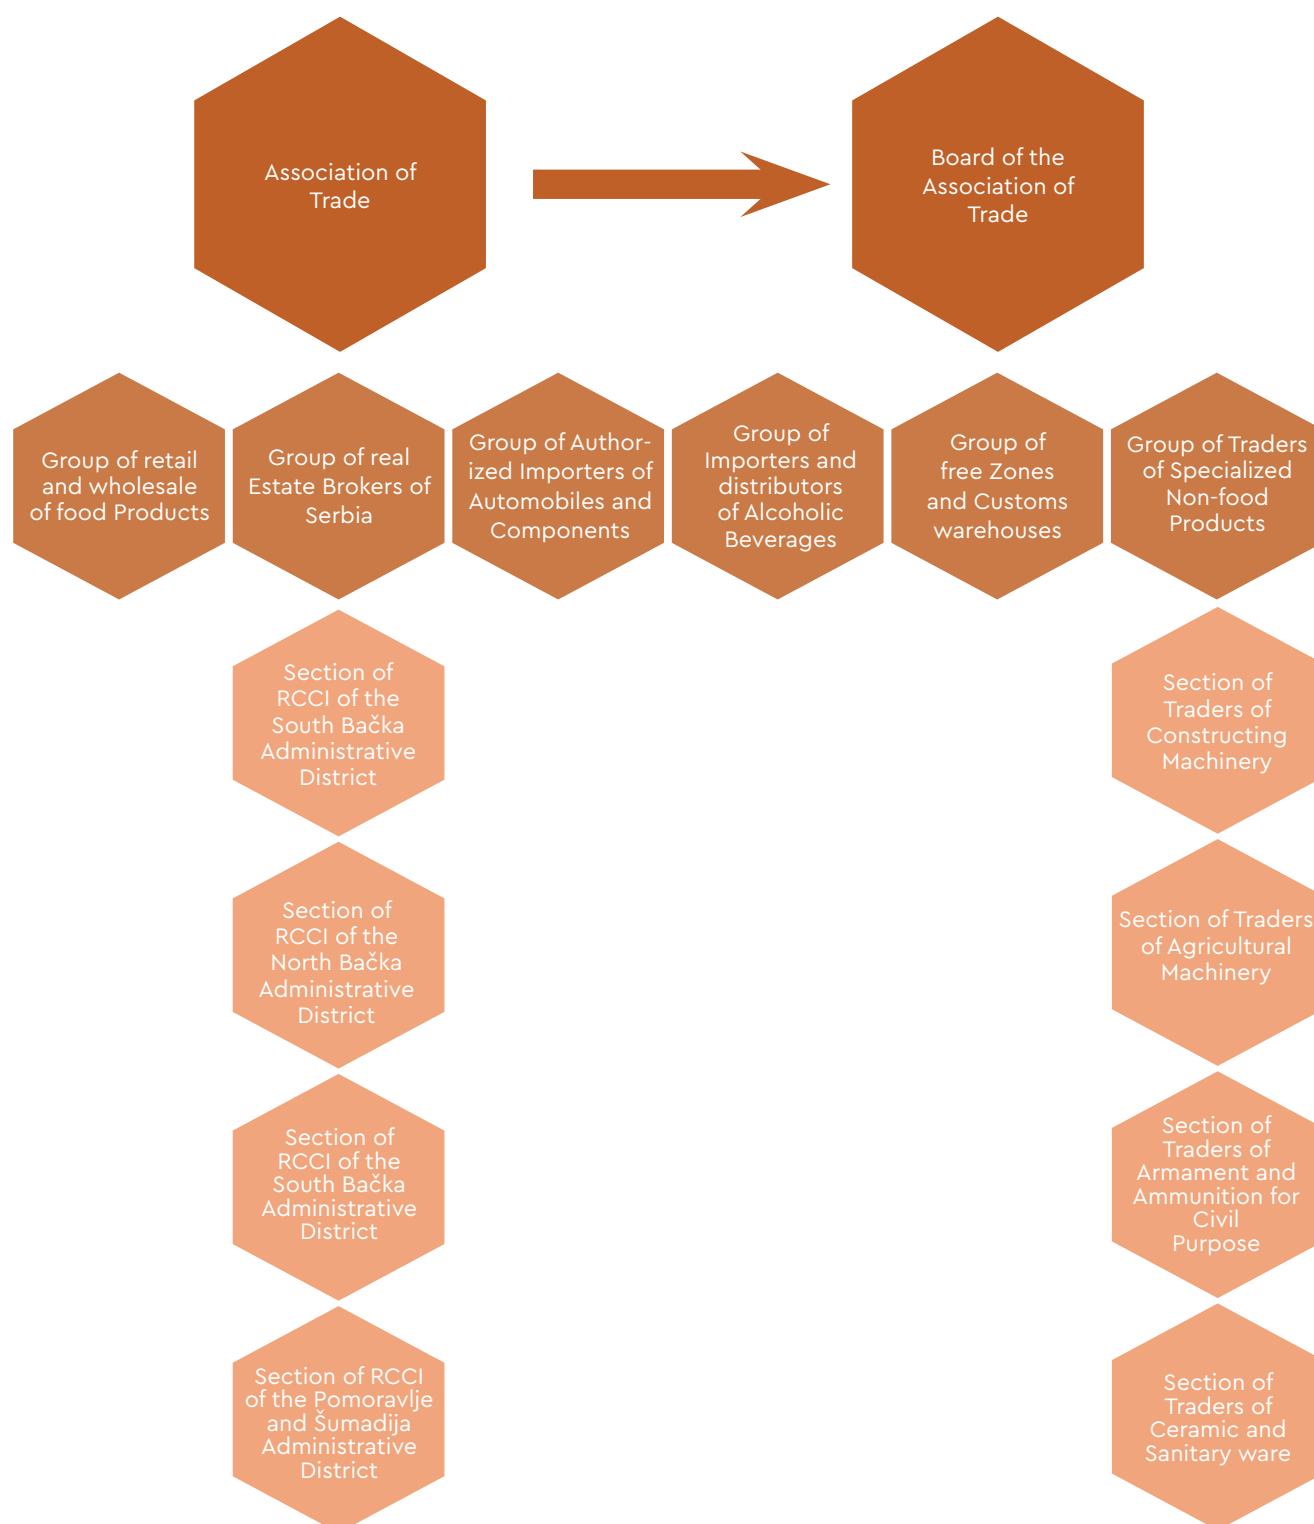 Association of
Trade
Board of the
Association of
Trade
Group of retail
and wholesale
of food Products
Group of real
Estate Brokers of
Serbia
Group of Author-
ized Importers of
Automobiles and
Components
Group of
Importers and
distributors
of Alcoholic
Beverages
Group of
free Zones
and Customs
warehouses
Group of Traders
of Specialized
Non-food
Products
Section of
RCCI of the
South Bačka
Administrative
District
Section of
RCCI of the
North Bačka
Administrative
District
Section of
RCCI of the
South Bačka
Administrative
District
Section of RCCI
of the Pomoravlje
and Šumadija
Administrative
District
Section of
Traders of
Constructing
Machinery
Section of Traders
of Agricultural
Machinery
Section of
Traders of
Armament and
Ammunition for
Civil
Purpose
Section of
Traders of
Ceramic and
Sanitary ware